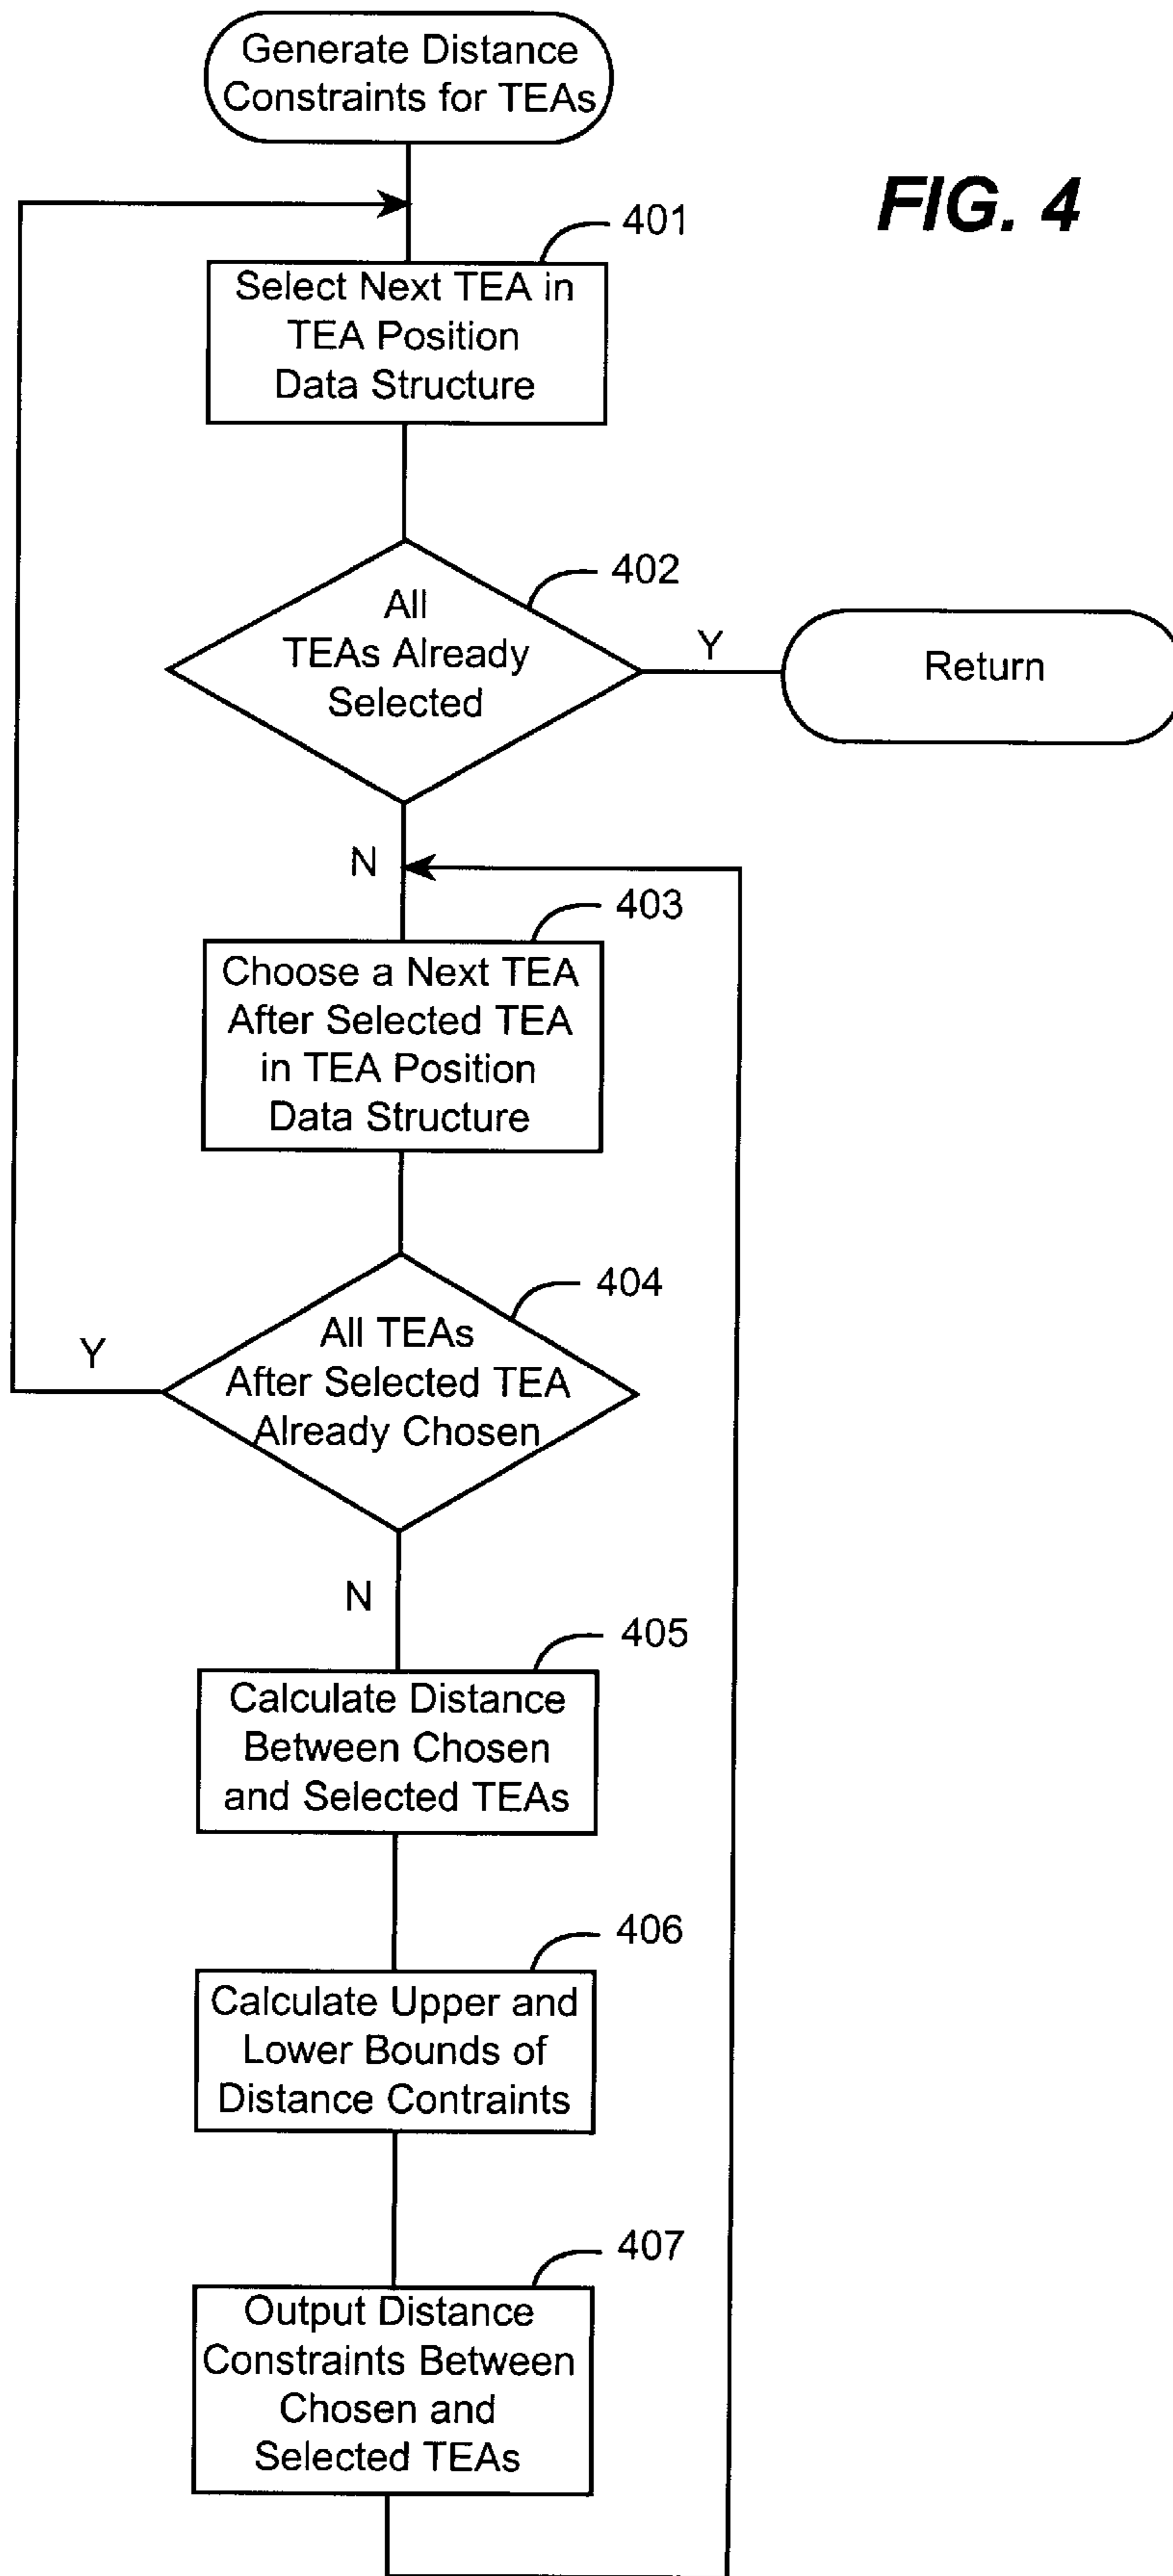 Generate Distance
Constraints for TEAs
FIG. 4
401
Select Next TEA in
TEA Position
Data Structure
402
All
TEAs Already
Selected
Y
Return
N
403
Choose a Next TEA
After Selected TEA
in TEA Position
Data Structure
404
Y
All TEAs
After Selected TEA
Already Chosen
N
405
Calculate Distance
Between Chosen
and Selected TEAs
406
Calculate Upper and
Lower Bounds of
Distance Contraints
407
Output Distance
Constraints Between
Chosen and
Selected TEAs